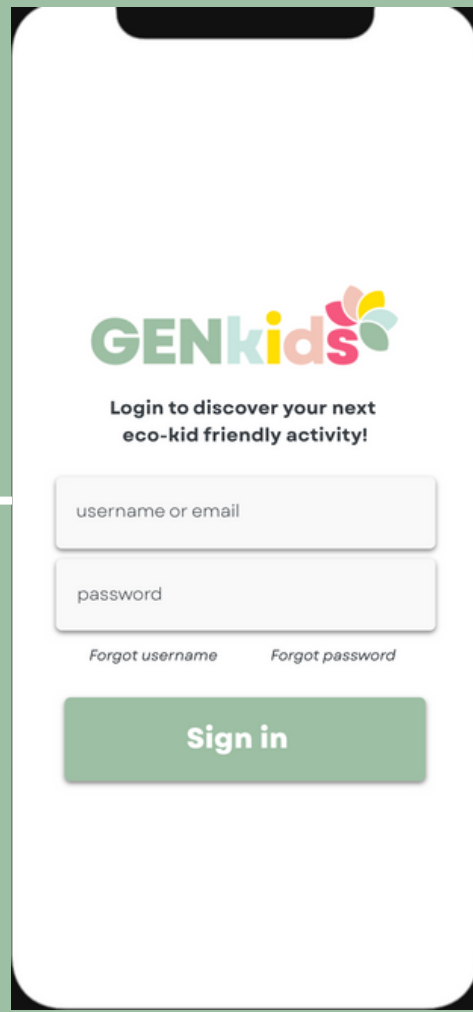 GENkids
Login to discover your next
eco-kid friendly activity!
username or email
password
Forgot username Forgot password
Sign in